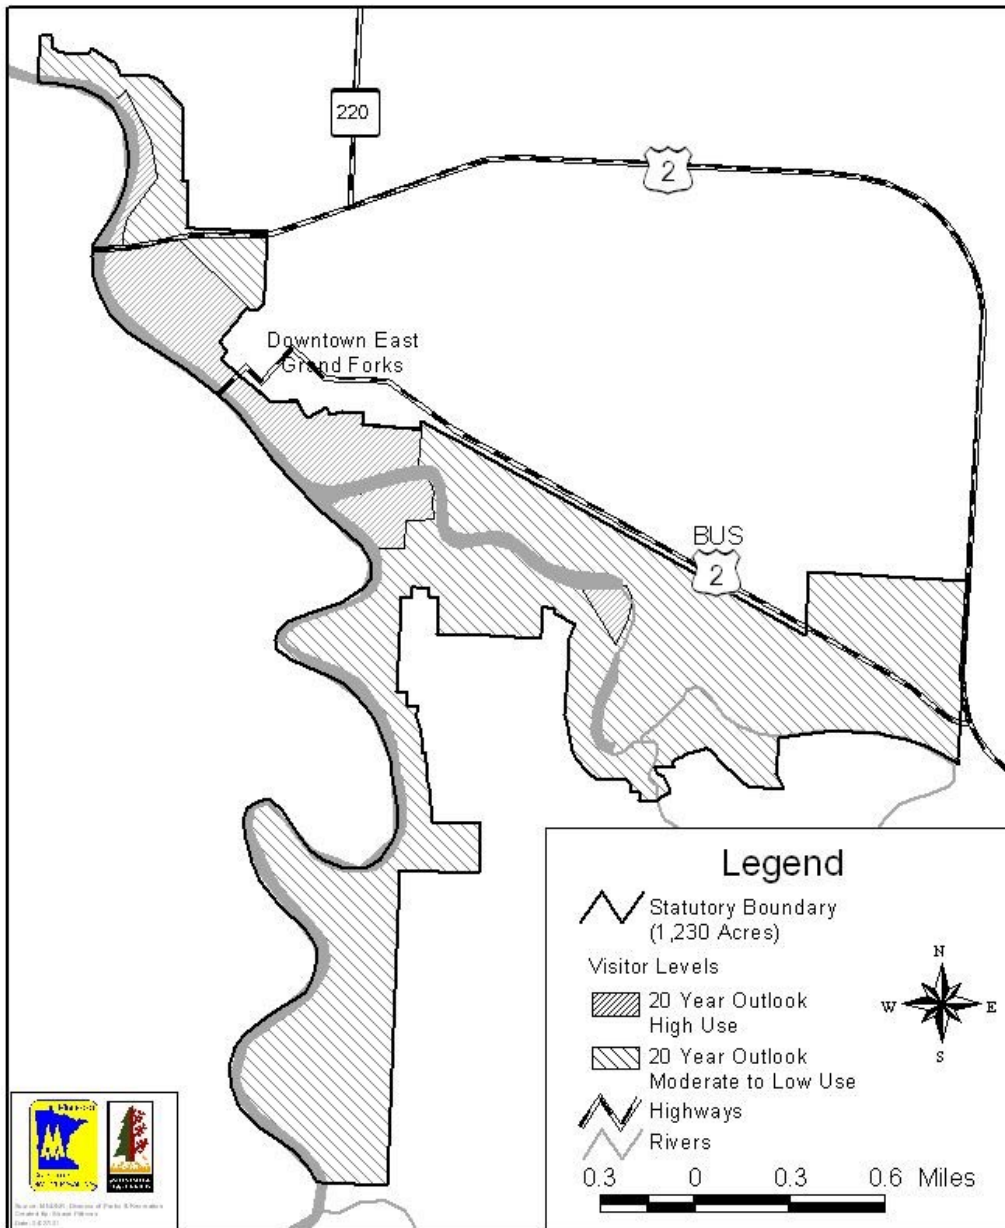 220
2
Downtown East
Grand Forks
BUS
2
Legend
Statutory Boundary
(1,230 Acres)
Visitor Levels
20 Year Outlook
High Use
20 Year Outlook
Moderate to Low Use
Highways
Rivers
N
W E
S
0.3 0 0.3 0.6 Miles